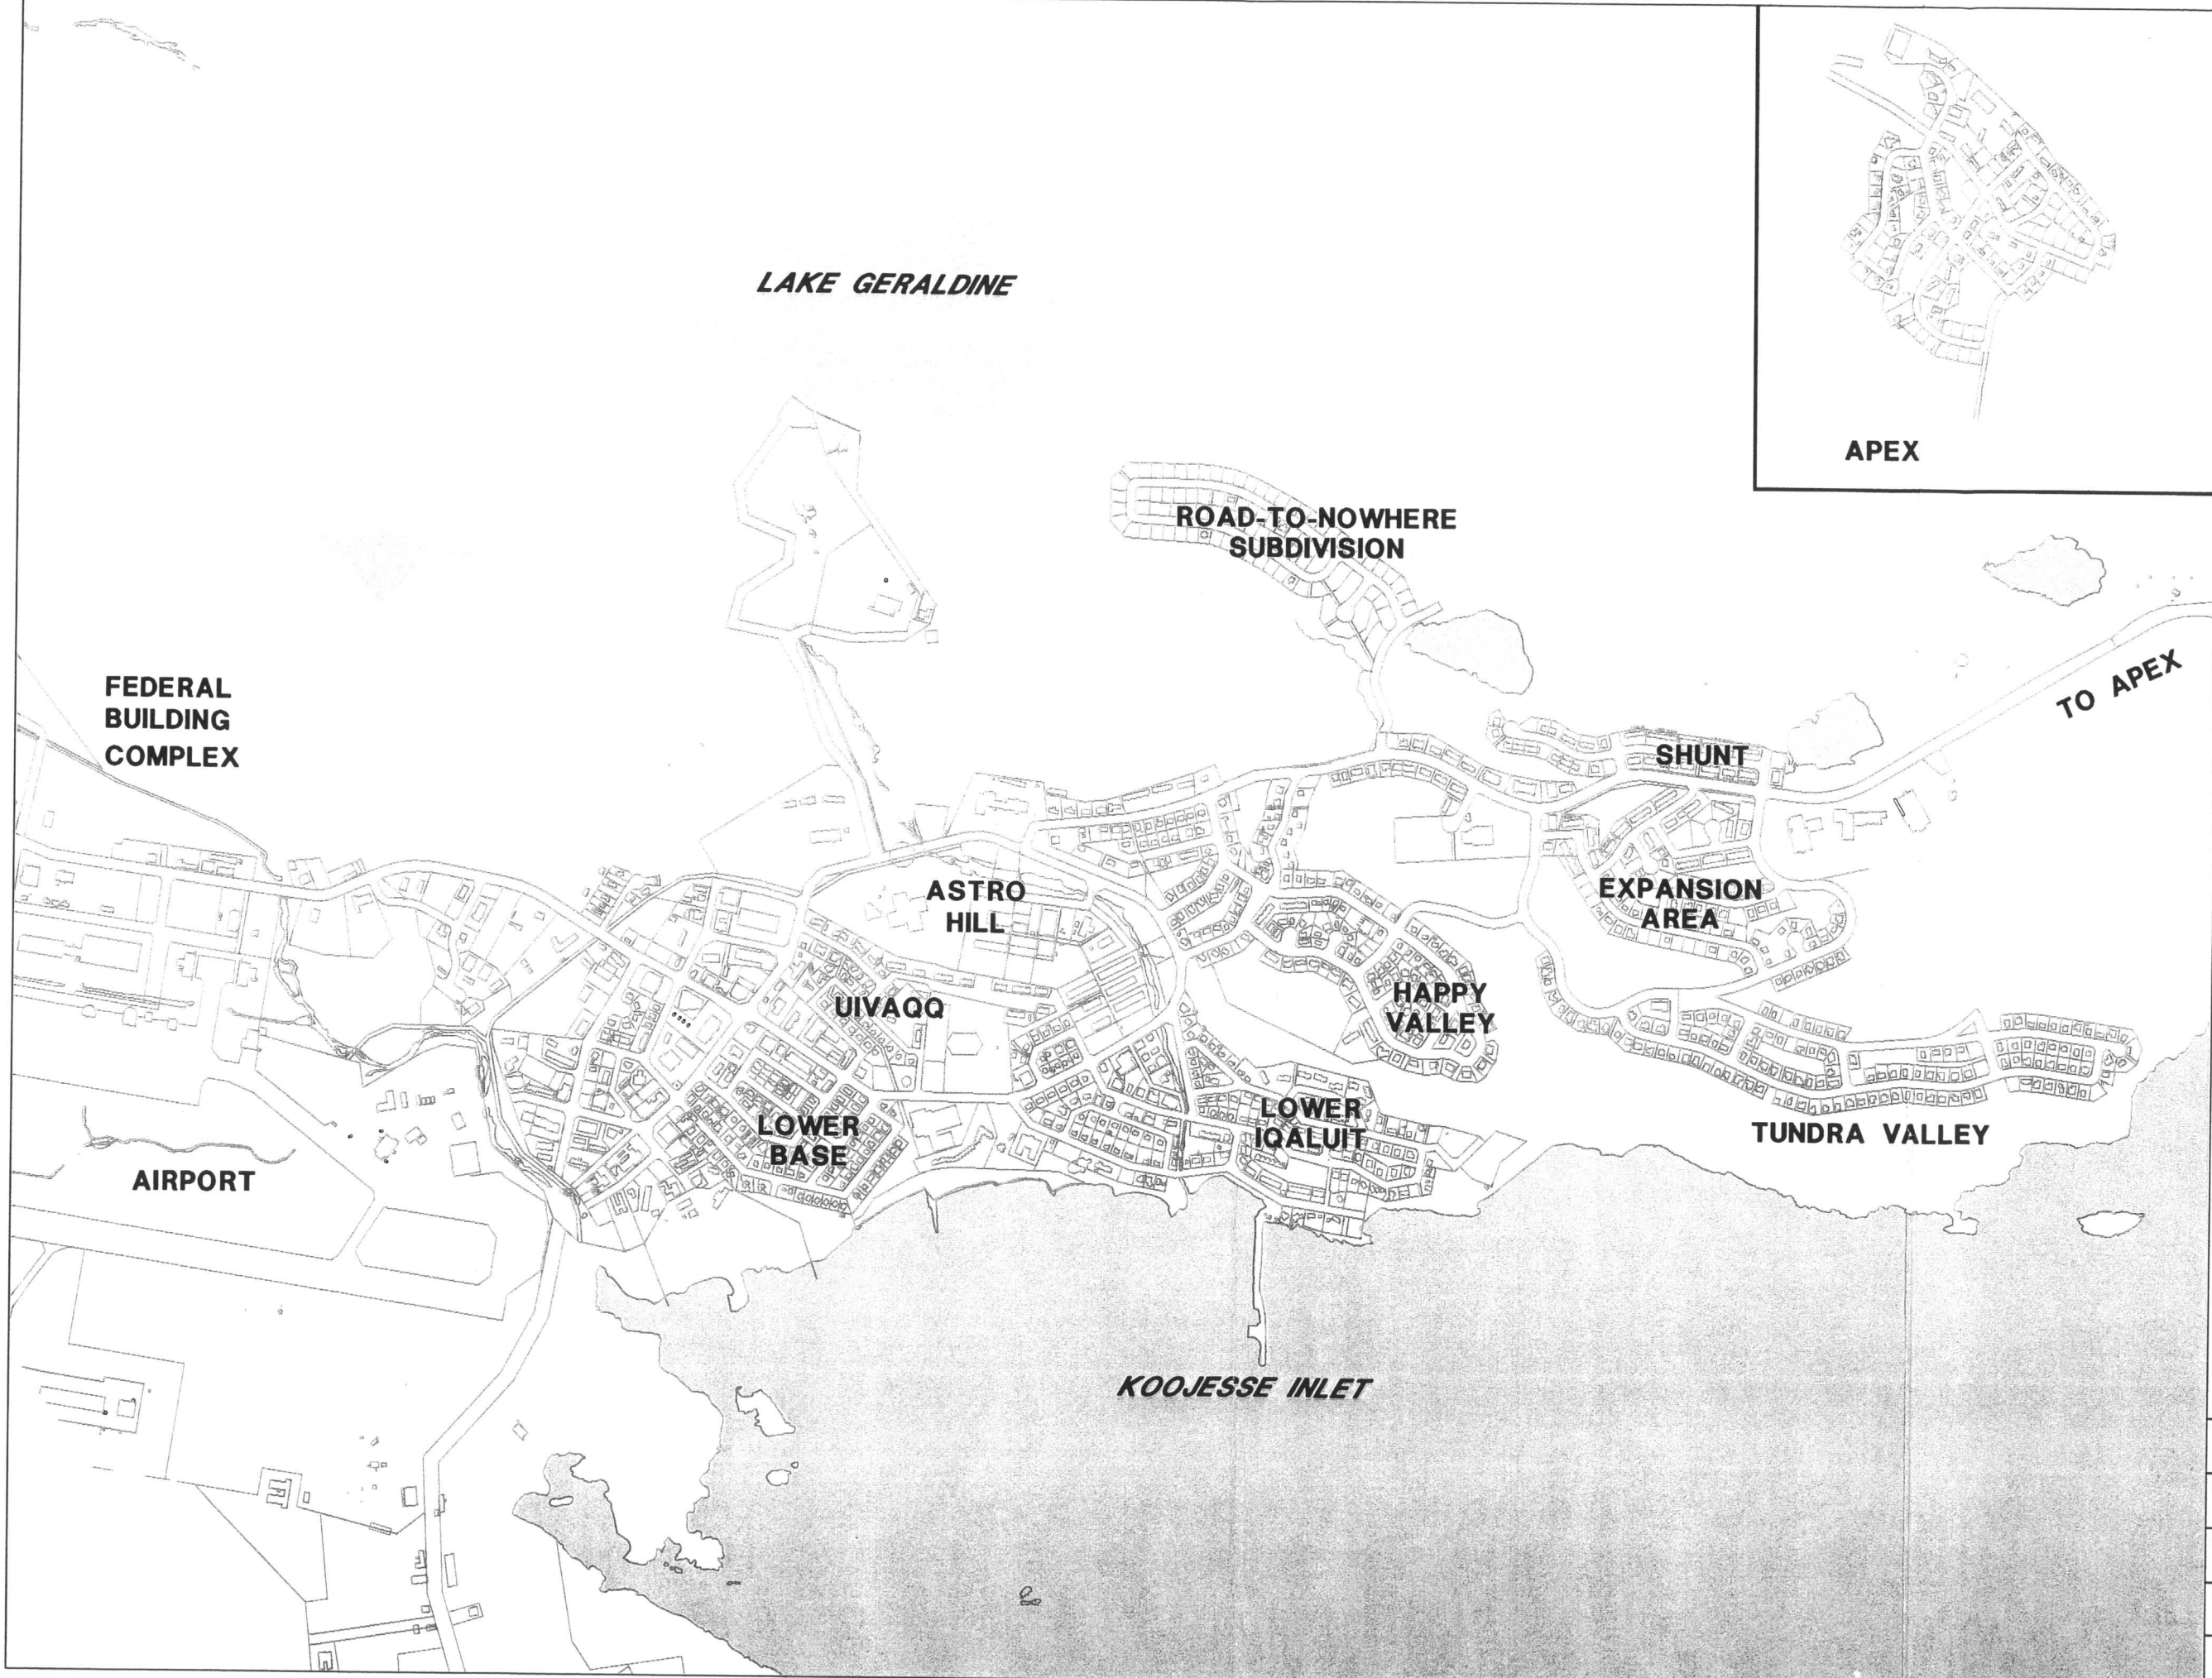 LAKE GERALDINE
APEX
ROAD-TO-NOWHERE
SUBDIVISION
FEDERAL
BUILDING
COMPLEX
TO APEX
SHUNT
ASTRO
HILL
EXPANSION
AREA
UIVAQQ
HAPPY
VALLEY
LOWER
BASE
LOWER
IQALUIT
TUNDRA VALLEY
AIRPORT
KOOJESSE INLET